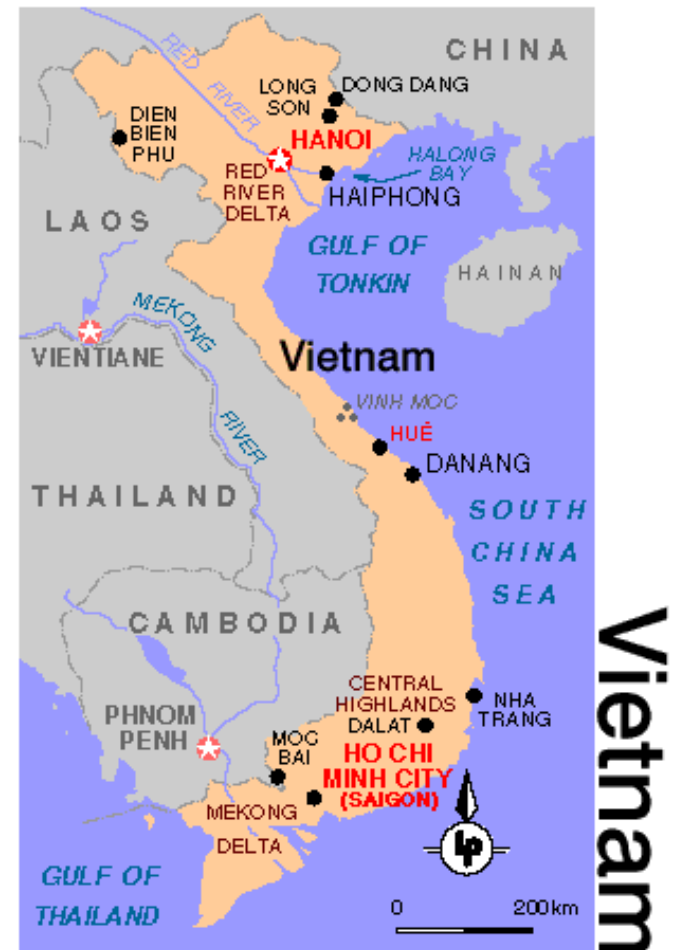 CHINA
RED RIVER
LONG
SON
DONG DANG
DIEN
BIEN
PHU
HANOI
HALONG
BAY
RED
RIVER
DELTA
HAIPHONG
LAOS
GULF OF
TONKIN
HAINAN
MEKONG
RIVER
VIENTIANE
Vietnam
VINH MOC
HUÉ
DANANG
THAILAND
SOUTH
CHINA
SEA
CAMBODIA
CENTRAL
HIGHLANDS
DALAT
NHA
TRANG
PHNOM
PENH
MOC
BAI
HO CHI
MINH CITY
(SAIGON)
MEKONG
DELTA
lp
GULF OF
THAILAND
0 200km
Vietnam